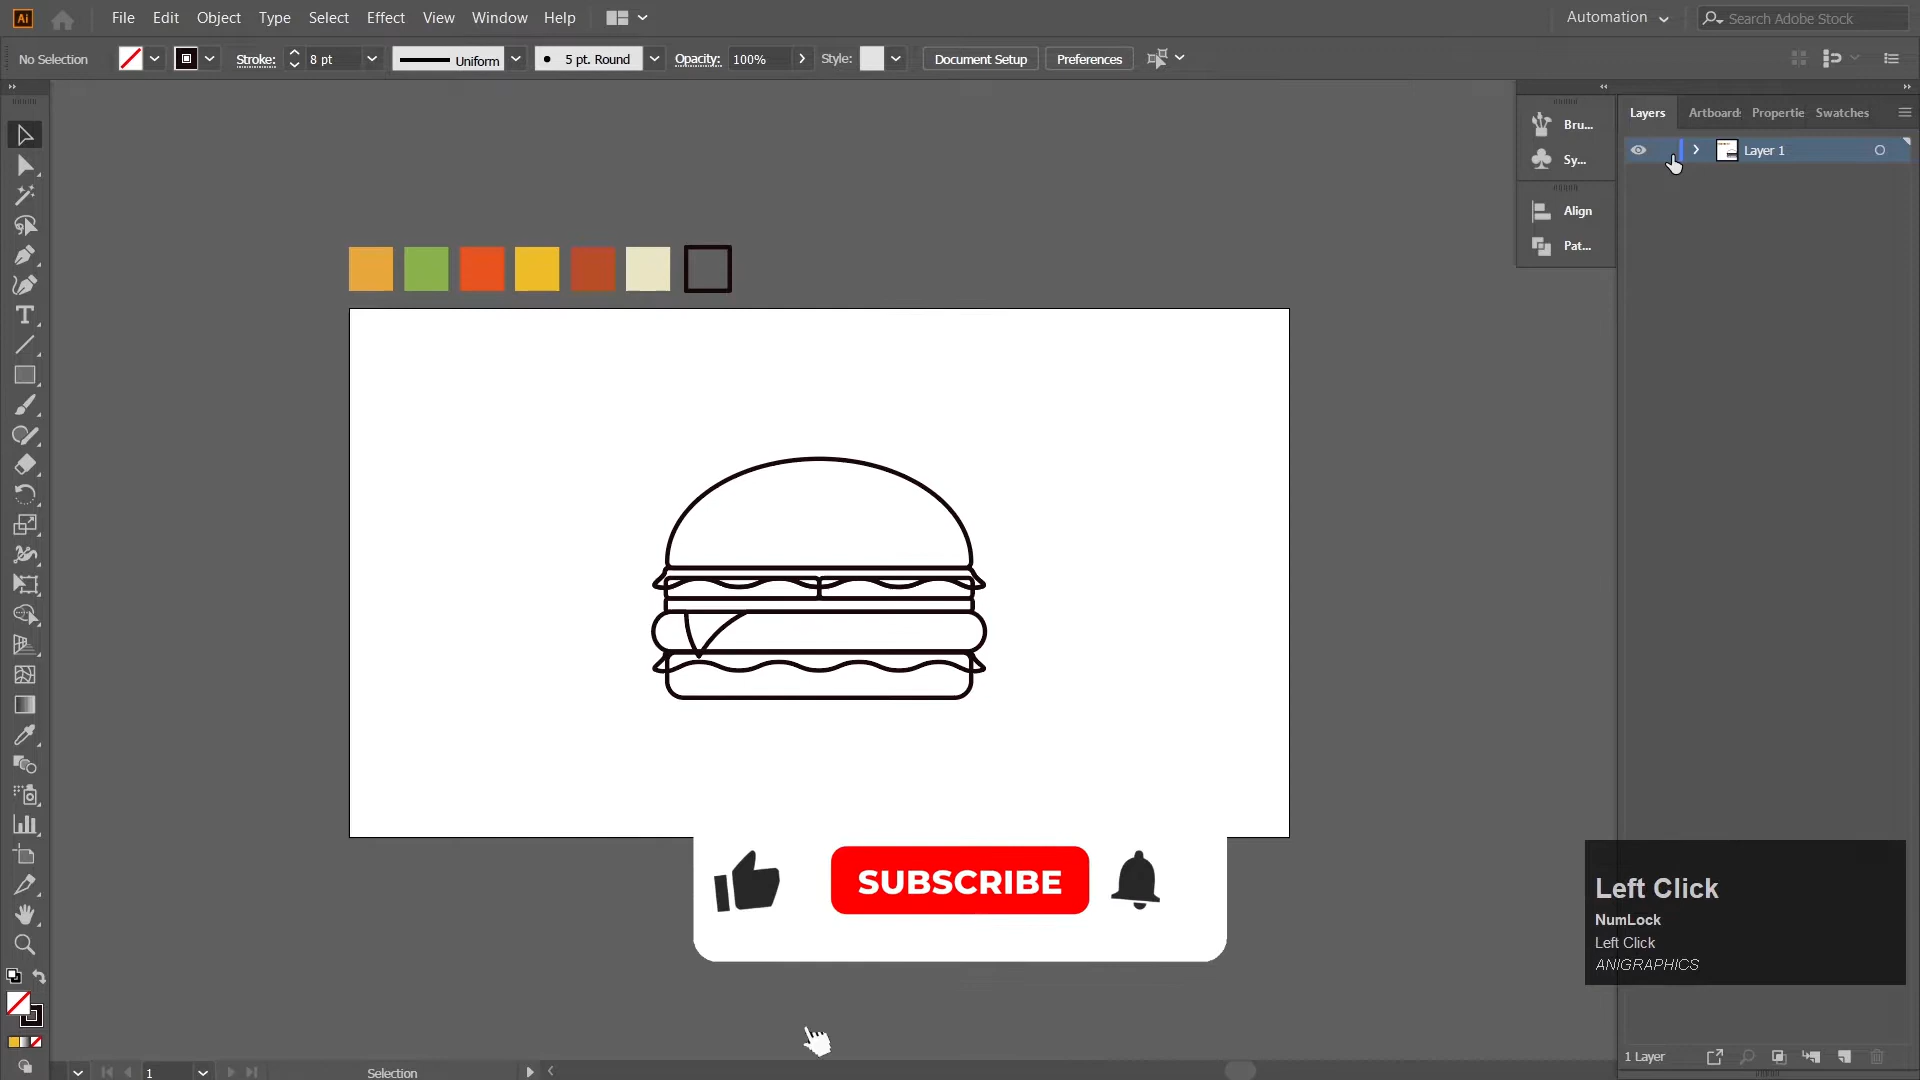 Ai File Edit Object Type Select Effect View Window Help Automation Search Adobe Stock
No Selection Stroke: 8 pt Uniform 5 pt. Round Opacity: 100% Style: Document Setup Preferences
Layers Artboard: Propertie Swatches
Bru...
Layer 1
Sy...
Align
Pat...
SUBSCRIBE
Left Click
NumLock
Left Click
ANIGRAPHICS
1 Layer
1 Selection